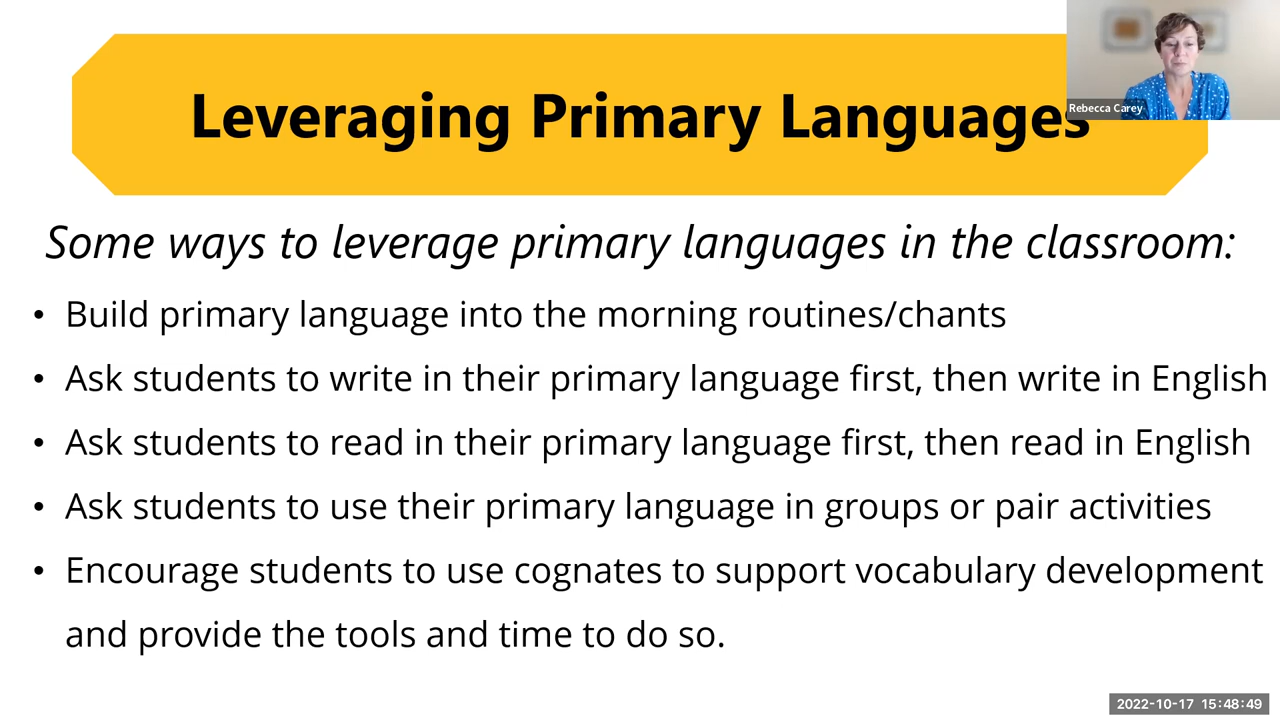 Leveraging Primary Languages
Rebecca Carey
Some ways to leverage primary languages in the classroom:
• Build primary language into the morning routines/chants
• Ask students to write in their primary language first, then write in English
• Ask students to read in their primary language first, then read in English
• Ask students to use their primary language in groups or pair activities
• Encourage students to use cognates to support vocabulary development
and provide the tools and time to do so.
2022-10-17 15:48:49